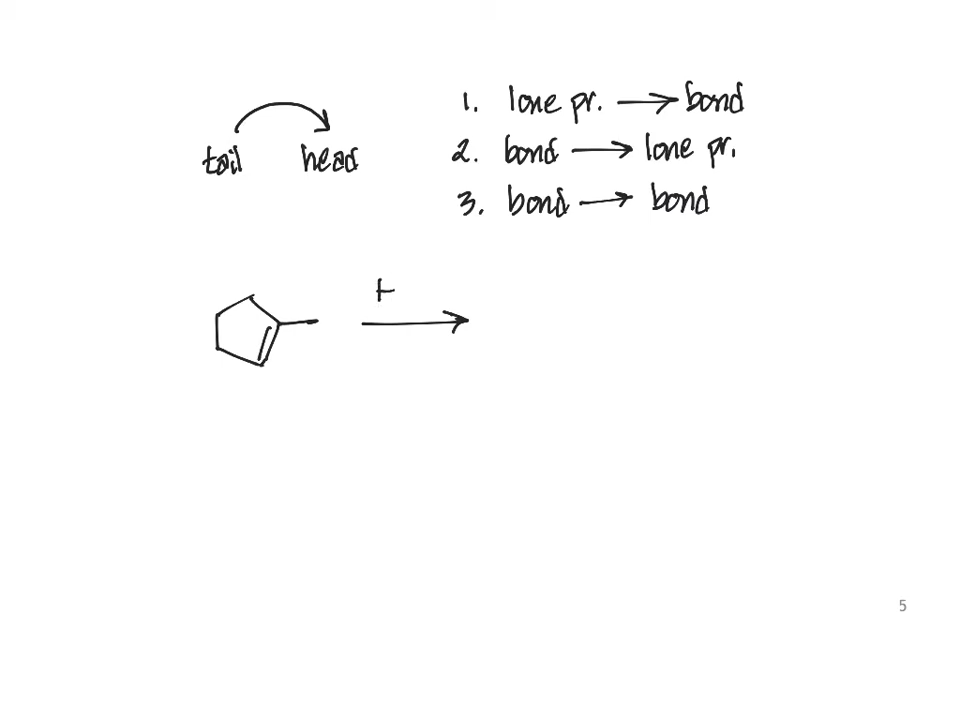 1. lone pr. → bond
tail head
2. bond → lone pr.
3. bond → bond
5